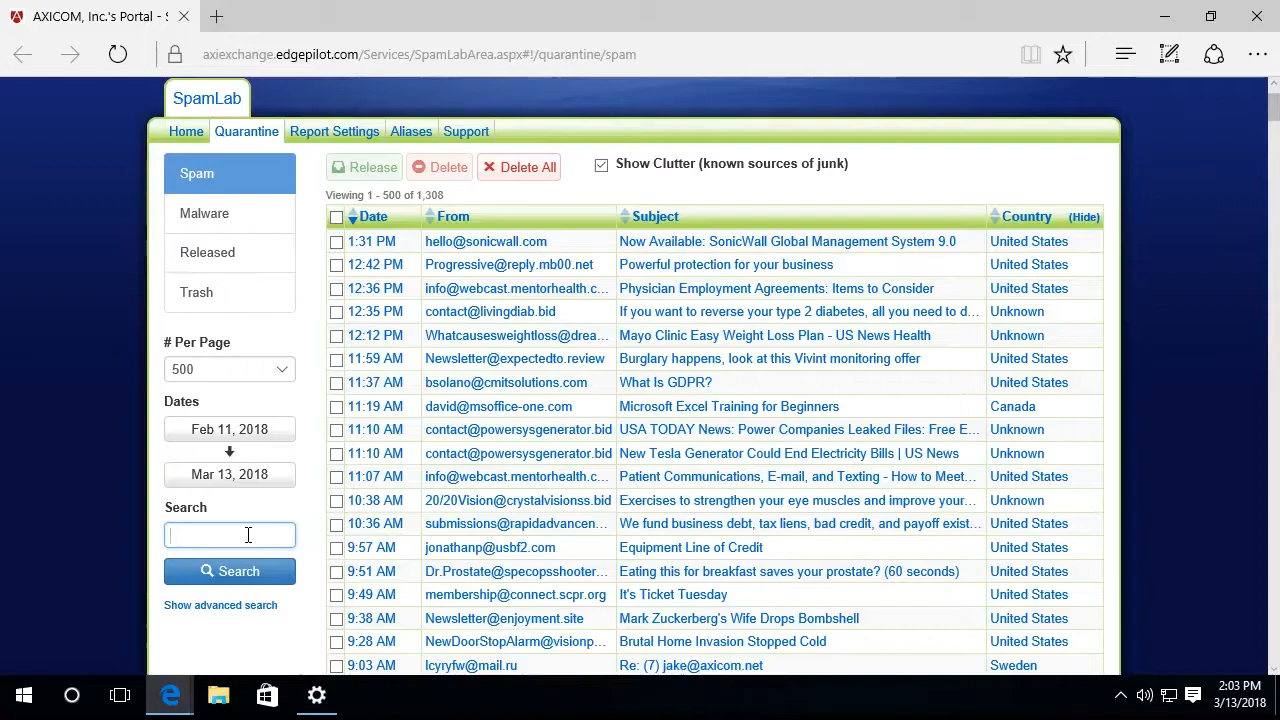 AXICOM, Inc.'s Portal - S
axiexchange.edgepilot.com/Services/SpamLabArea.aspx#!/quarantine/spam
SpamLab
Home Quarantine Report Settings Aliases Support
Spam
Malware
Released
Trash
# Per Page
500
Dates
Feb 11, 2018
Mar 13, 2018
Search
Search
Show advanced search
Release Delete Delete All Show Clutter (known sources of junk)
Viewing 1 - 500 of 1,308
Date From Subject Country (Hide)
1:31 PM hello@sonicwall.com Now Available: SonicWall Global Management System 9.0 United States
12:42 PM Progressive@reply.mb00.net Powerful protection for your business United States
12:36 PM info@webcast.mentorhealth.c... Physician Employment Agreements: Items to Consider United States
12:35 PM contact@livingdiab.bid If you want to reverse your type 2 diabetes, all you need to d... Unknown
12:12 PM Whatcausesweightloss@drea... Mayo Clinic Easy Weight Loss Plan - US News Health Unknown
11:59 AM Newsletter@expectedto.review Burglary happens, look at this Vivint monitoring offer United States
11:37 AM bsolano@cmitsolutions.com What Is GDPR? United States
11:19 AM david@msoffice-one.com Microsoft Excel Training for Beginners Canada
11:10 AM contact@powersysgenerator.bid USA TODAY News: Power Companies Leaked Files: Free E... Unknown
11:10 AM contact@powersysgenerator.bid New Tesla Generator Could End Electricity Bills | US News Unknown
11:07 AM info@webcast.mentorhealth.c... Patient Communications, E-mail, and Texting - How to Meet... United States
10:38 AM 20/20Vision@crystalvisionss.bid Exercises to strengthen your eye muscles and improve your... Unknown
10:36 AM submissions@rapidadvancen... We fund business debt, tax liens, bad credit, and payoff exist... United States
9:57 AM jonathanp@usbf2.com Equipment Line of Credit United States
9:51 AM Dr.Prostate@specopsshooter... Eating this for breakfast saves your prostate? (60 seconds) United States
9:49 AM membership@connect.scpr.org It's Ticket Tuesday United States
9:38 AM Newsletter@enjoyment.site Mark Zuckerberg's Wife Drops Bombshell United States
9:28 AM NewDoorStopAlarm@visionp... Brutal Home Invasion Stopped Cold United States
9:03 AM lcyryfw@mail.ru Re: (7) jake@axicom.net Sweden
2:03 PM
3/13/2018